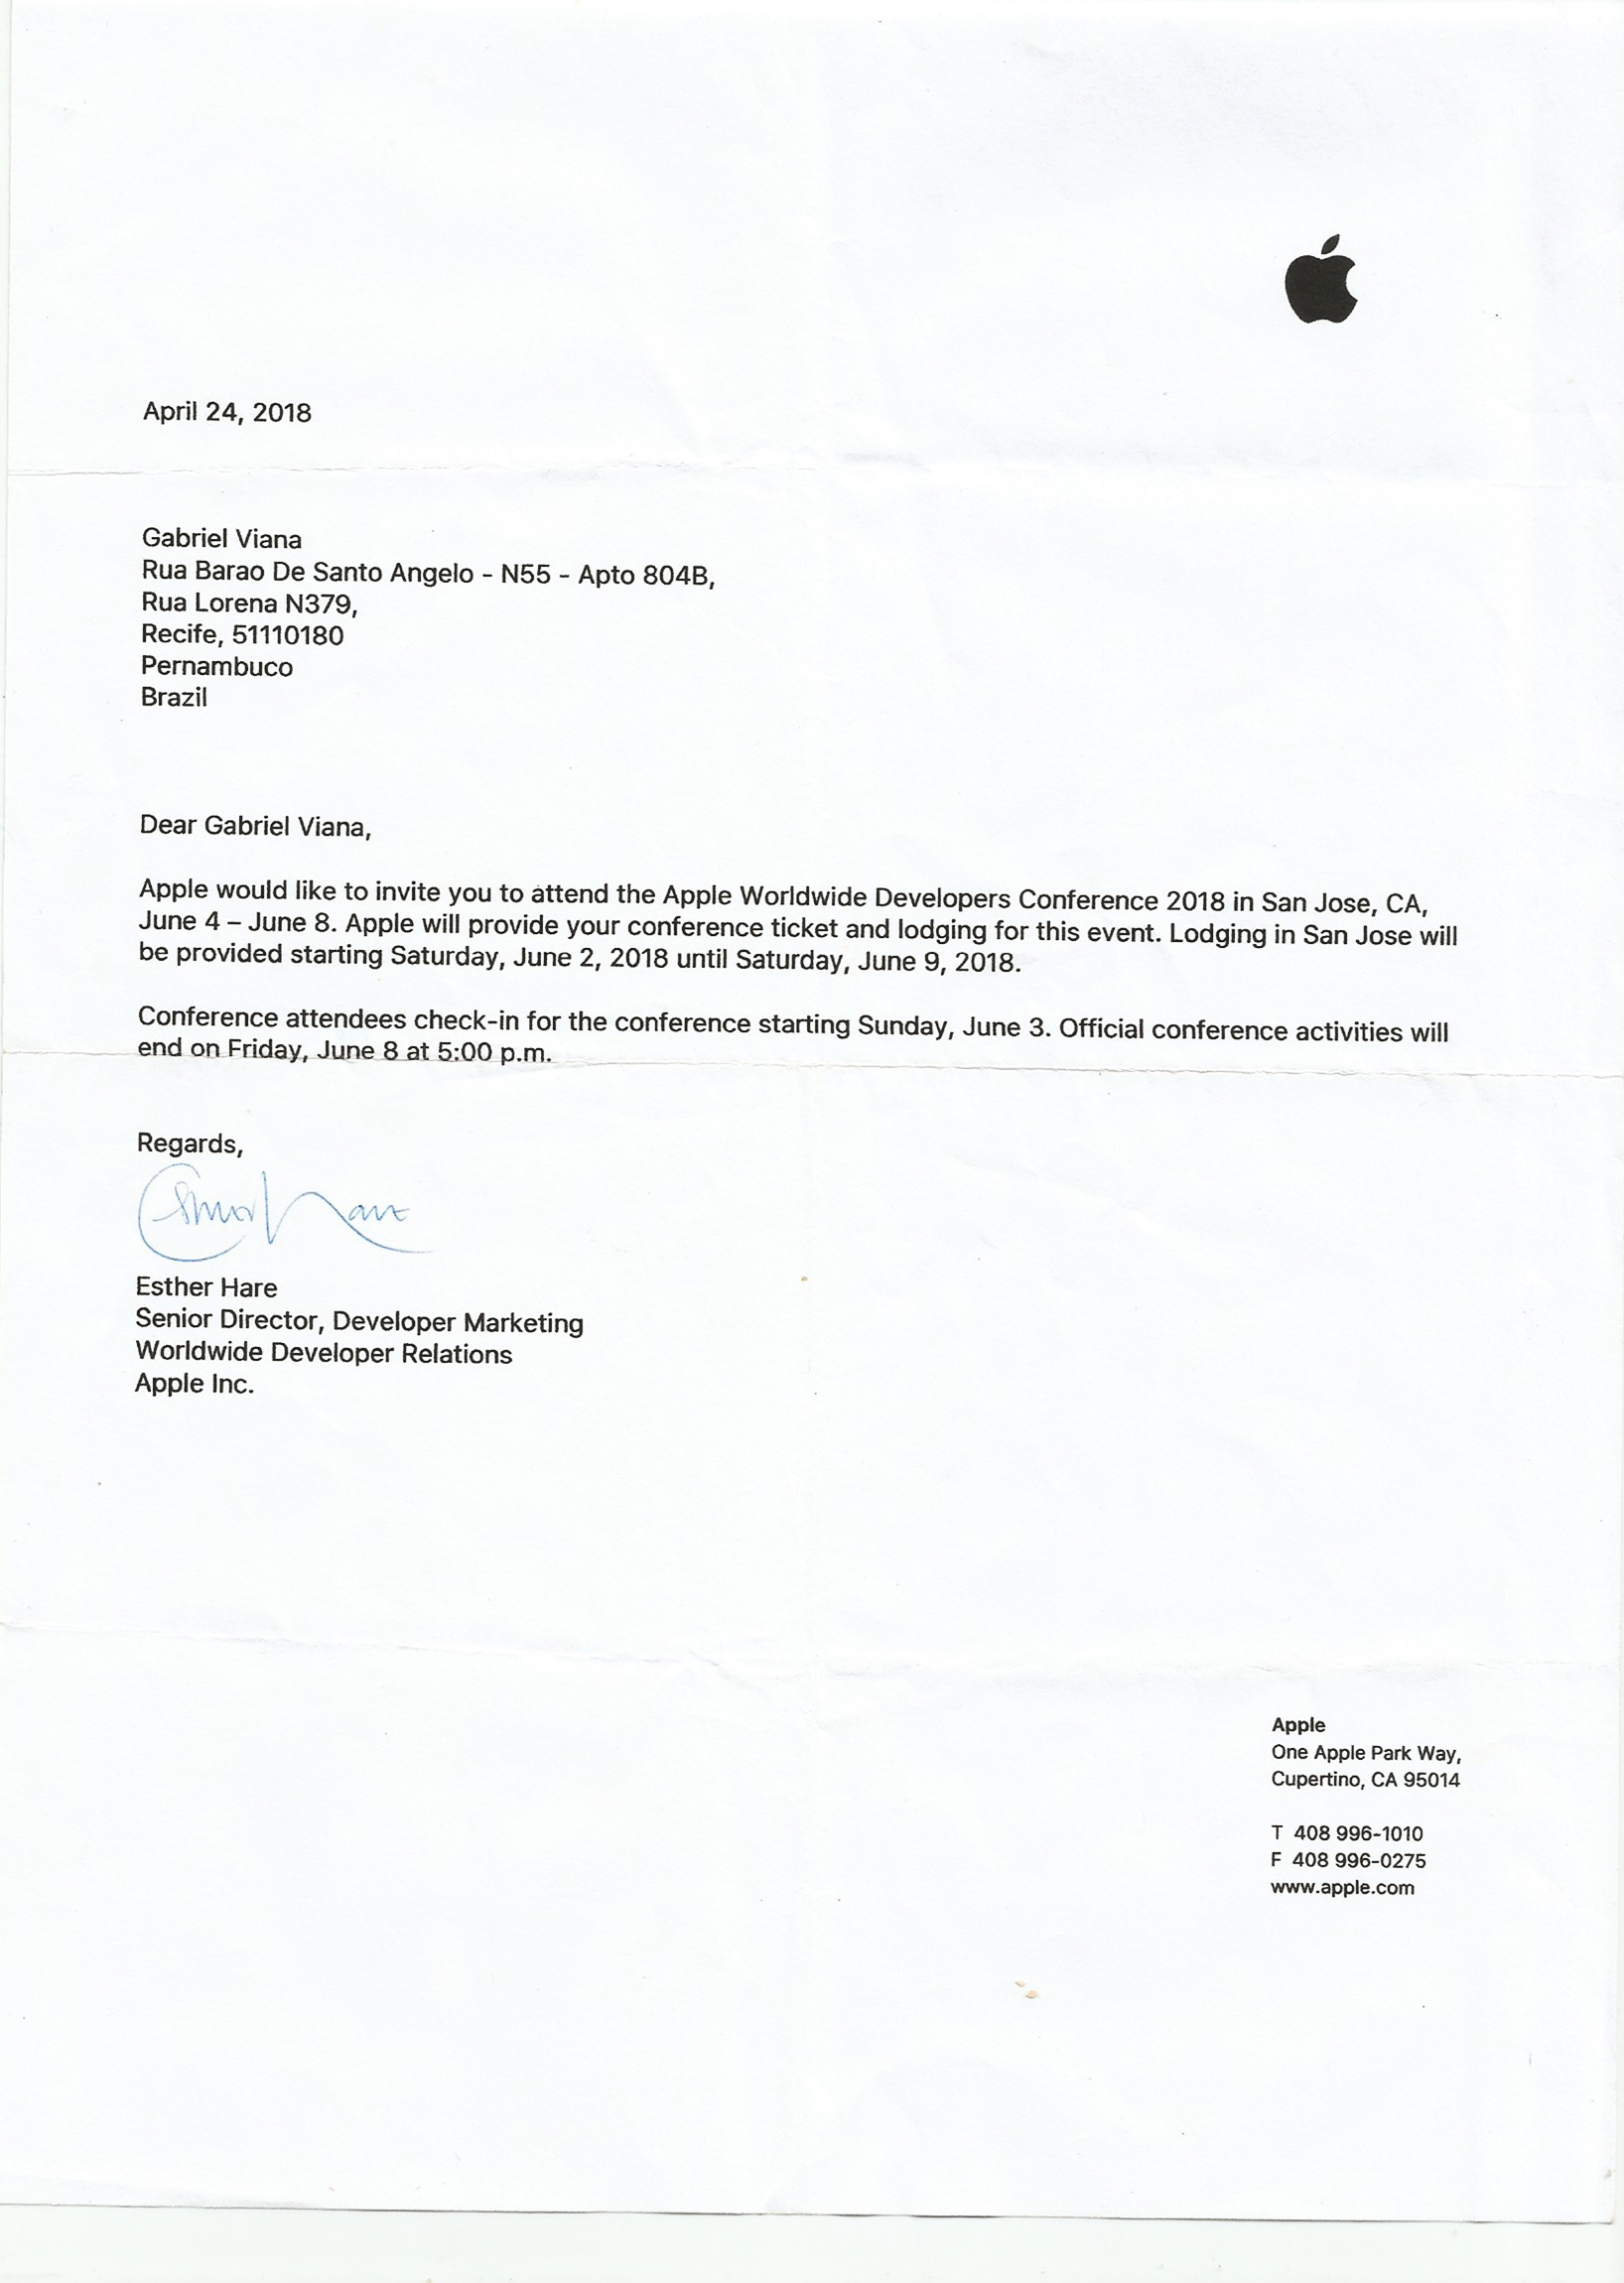 April 24, 2018
Gabriel Viana
Rua Barao De Santo Angelo - N55 - Apto 804B,
Rua Lorena N379,
Recife, 51110180
Pernambuco
Brazil
Dear Gabriel Viana,
Apple would like to invite you to attend the Apple Worldwide Developers Conference 2018 in San Jose, CA,
June 4 – June 8. Apple will provide your conference ticket and lodging for this event. Lodging in San Jose will
be provided starting Saturday, June 2, 2018 until Saturday, June 9, 2018.
Conference attendees check-in for the conference starting Sunday, June 3. Official conference activities will
end on Friday, June 8 at 5:00 p.m.
Regards,
Esther Hare
Esther Hare
Senior Director, Developer Marketing
Worldwide Developer Relations
Apple Inc.
Apple
One Apple Park Way,
Cupertino, CA 95014
T 408 996-1010
F 408 996-0275
www.apple.com